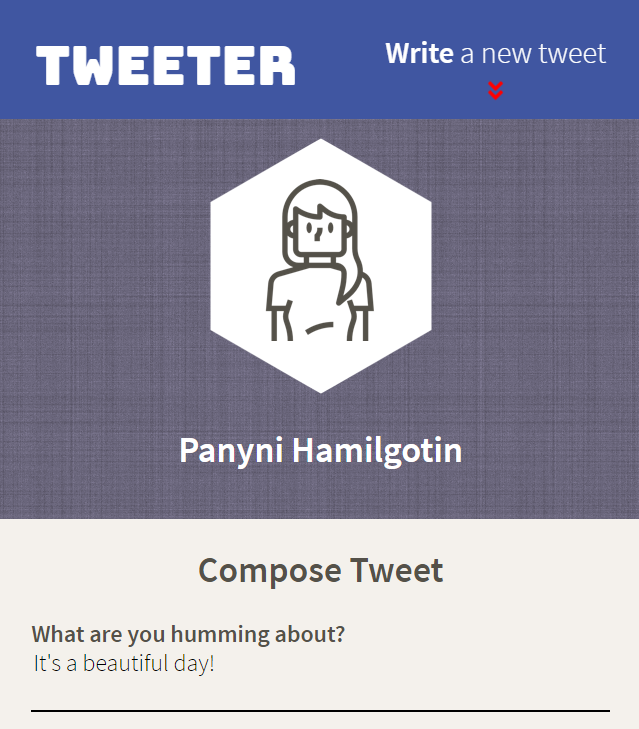 TWEETER
Write a new tweet
Panyni Hamilgotin
Compose Tweet
What are you humming about?
It's a beautiful day!